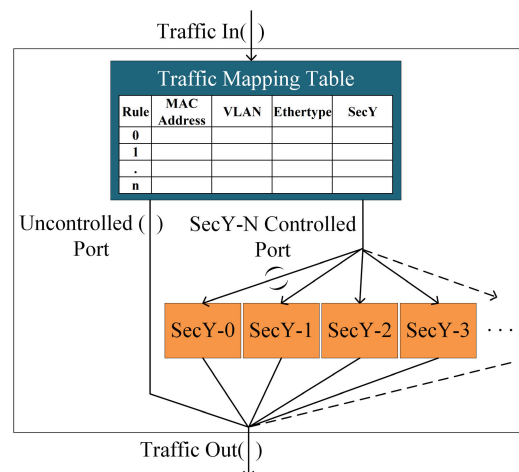 Traffic In( )
Traffic Mapping Table
Rule MAC Address VLAN Ethertype SecY
0
1
.
n
Uncontrolled ( ) Port
SecY-N Controlled Port
( )
SecY-0 SecY-1 SecY-2 SecY-3 ...
Traffic Out( )